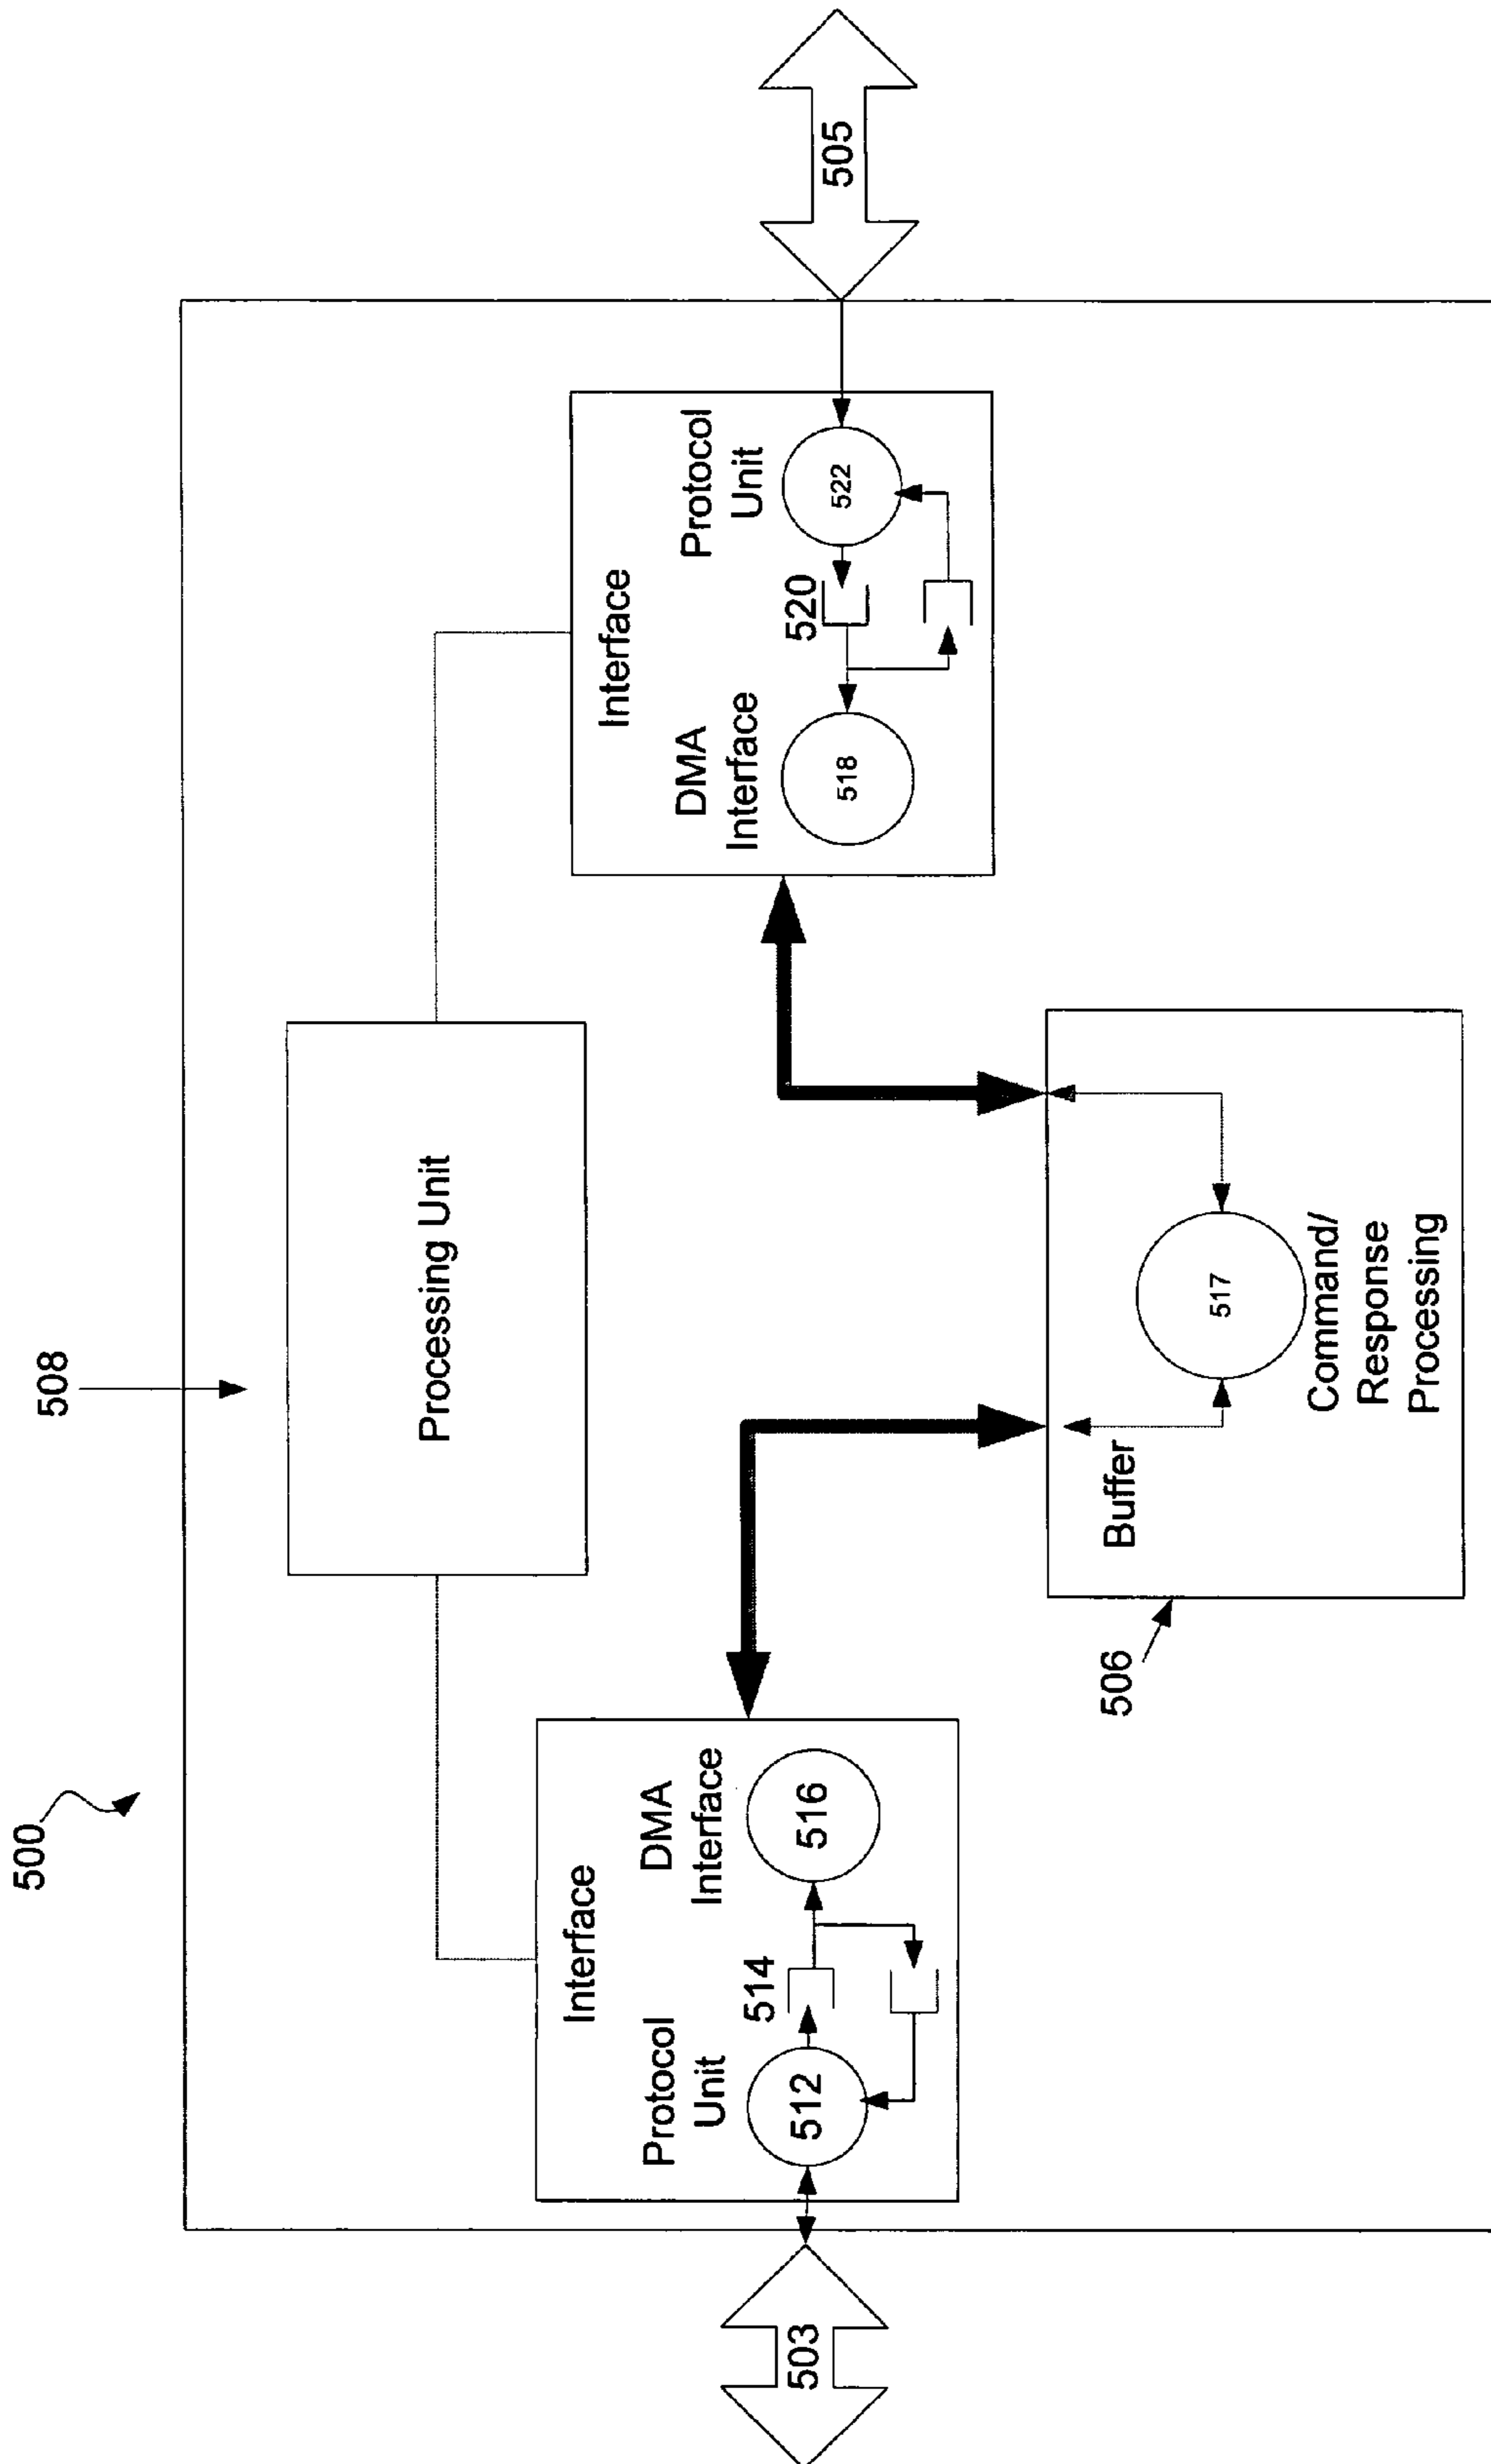 500
508
Processing Unit
Interface
Protocol
Unit
DMA
Interface
512
514
516
503
Interface
DMA
Interface
Protocol
Unit
518
520
522
505
506
Buffer
517
Command/
Response
Processing